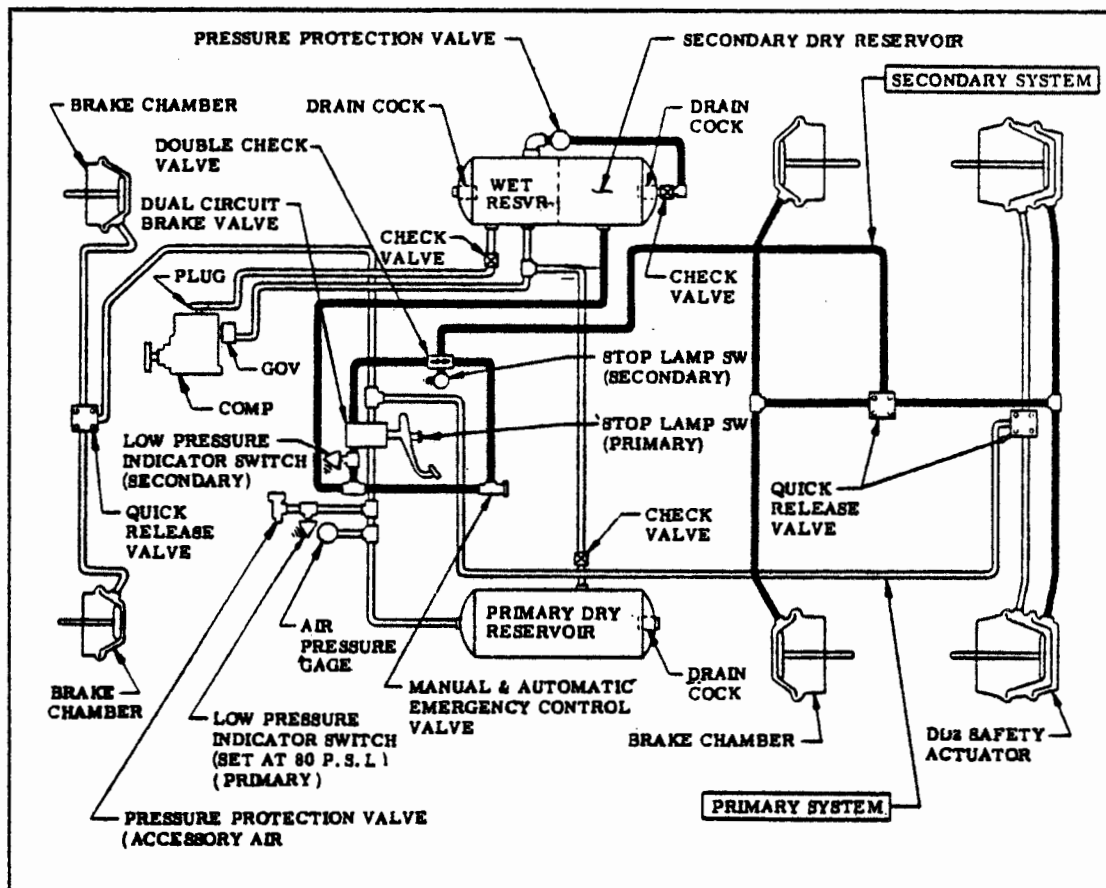 PRESSURE PROTECTION VALVE
SECONDARY DRY RESERVOIR
SECONDARY SYSTEM
BRAKE CHAMBER
DRAIN COCK
DRAIN
COCK
DOUBLE CHECK
VALVE
WET
RESVR.
DUAL CIRCUIT
BRAKE VALVE
CHECK
VALVE
CHECK
VALVE
PLUG
GOV
COMP
STOP LAMP SW
(SECONDARY)
STOP LAMP SW
(PRIMARY)
LOW PRESSURE
INDICATOR SWITCH
(SECONDARY)
QUICK
RELEASE
VALVE
QUICK
RELEASE
VALVE
CHECK
VALVE
PRIMARY DRY
RESERVOIR
AIR
PRESSURE
GAGE
DRAIN
COCK
BRAKE
CHAMBER
MANUAL & AUTOMATIC
EMERGENCY CONTROL
VALVE
LOW PRESSURE
INDICATOR SWITCH
(SET AT 80 P.S.I.)
(PRIMARY)
BRAKE CHAMBER
DD3 SAFETY
ACTUATOR
PRIMARY SYSTEM
PRESSURE PROTECTION VALVE
(ACCESSORY AIR